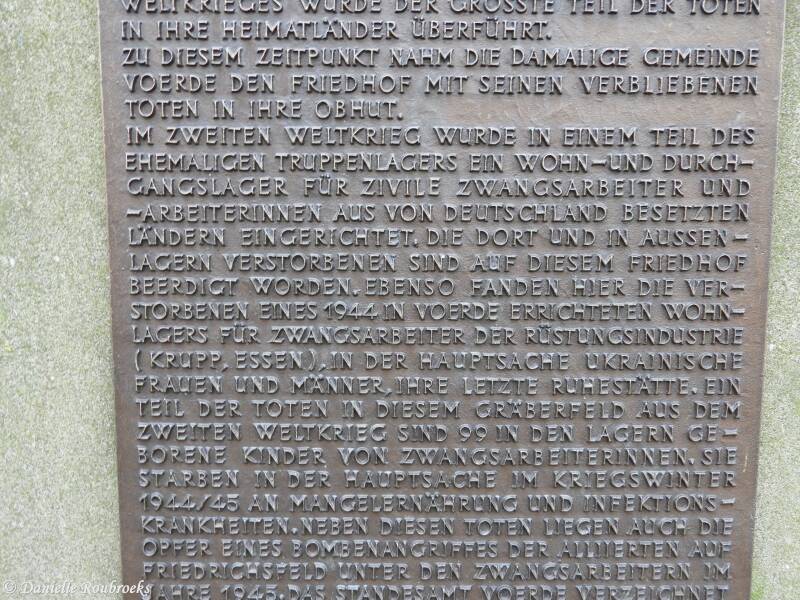 WELTKRIEGES WURDE DER GRÖSSTE TEIL DER TOTEN
IN IHRE HEIMATLÄNDER ÜBERFÜHRT.
ZU DIESEM ZEITPUNKT NAHM DIE DAMALIGE GEMEINDE
VOERDE DEN FRIEDHOF MIT SEINEN VERBLIEBENEN
TOTEN IN IHRE OBHUT.
IM ZWEITEN WELTKRIEG WURDE IN EINEM TEIL DES
EHEMALIGEN TRUPPENLAGERS EIN WOHN-UND DURCH-
GANGSLAGER FÜR ZIVILE ZWANGSARBEITER UND
-ARBEITERINNEN AUS VON DEUTSCHLAND BESETZTEN
LÄNDERN EINGERICHTET. DIE DORT UND IN AUSSEN-
LAGERN VERSTORBENEN SIND AUF DIESEM FRIEDHOF
BEERDIGT WORDEN. EBENSO FANDEN HIER DIE VER-
STORBENEN EINES 1944 IN VOERDE ERRICHTETEN WOHN-
LAGERS FÜR ZWANGSARBEITER DER RÜSTUNGSINDUSTRIE
(KRUPP, ESSEN), IN DER HAUPTSACHE UKRAINISCHE
FRAUEN UND MÄNNER, IHRE LETZTE RUHESTÄTTE. EIN
TEIL DER TOTEN IN DIESEM GRÄBERFELD AUS DEM
ZWEITEN WELTKRIEG SIND 99 IN DEN LAGERN GE-
BORENE KINDER VON ZWANGSARBEITERINNEN. SIE
STARBEN IN DER HAUPTSACHE IM KRIEGSWINTER
1944/45 AN MANGELERNÄHRUNG UND INFEKTIONS-
KRANKHEITEN. NEBEN DIESEN TOTEN LIEGEN AUCH DIE
OPFER EINES BOMBENANGRIFFES DER ALLIIERTEN AUF
FRIEDRICHSFELD UNTER DEN ZWANGSARBEITERN IM
JAHRE 1945. DAS STANDESAMT VOERDE VERZEICHNET
© Danielle Roubroeks